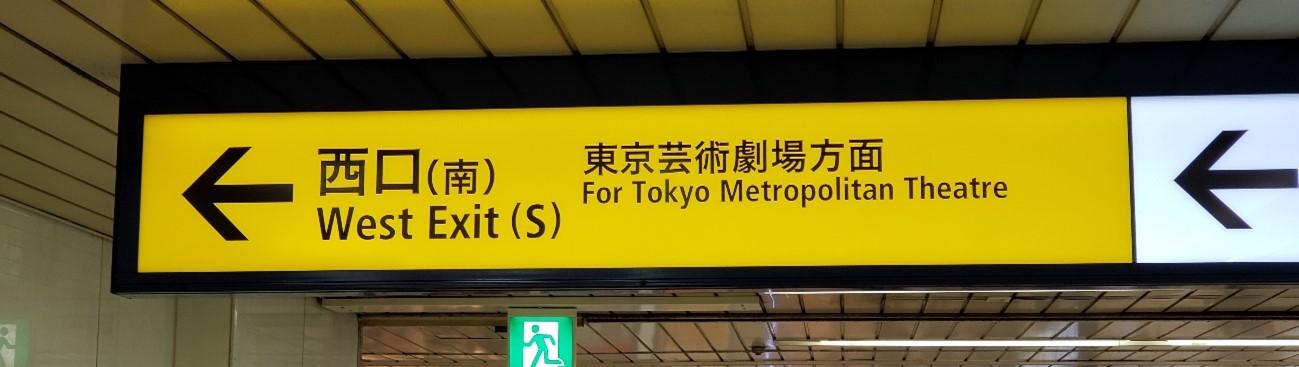 西口(南)
West Exit (S)
東京芸術劇場方面
For Tokyo Metropolitan Theatre